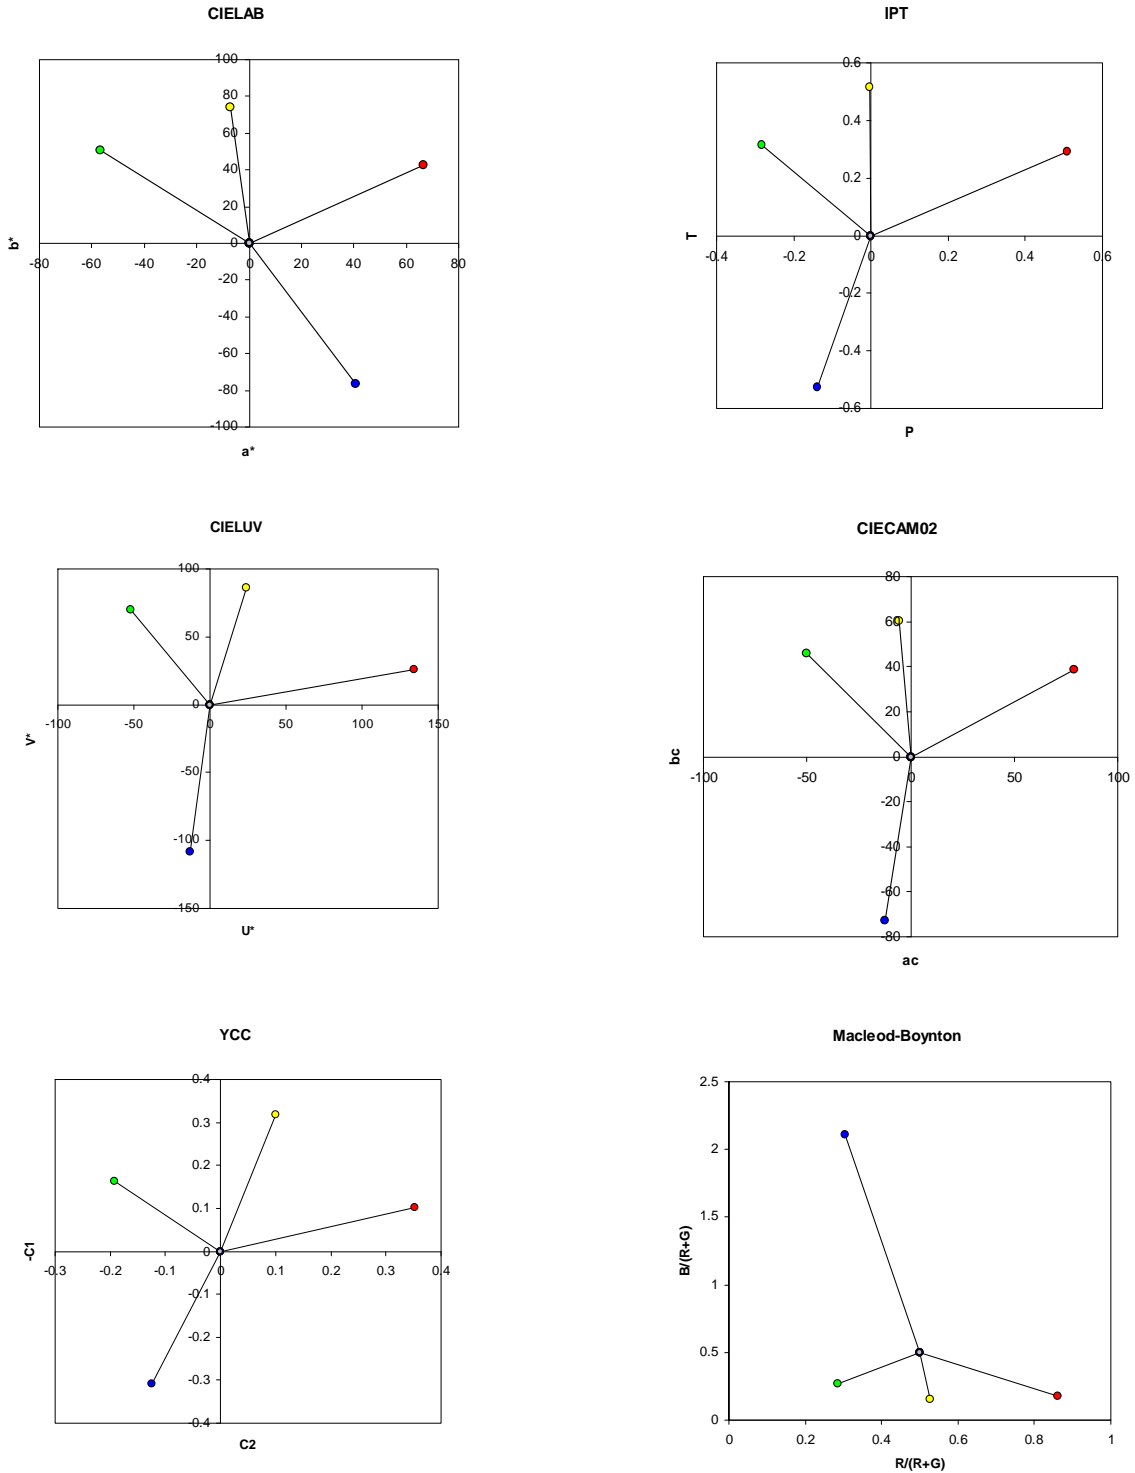 CIELAB
100
80
60
40
20
0
-20
-40
-60
-80
-100
-80 -60 -40 -20 0 20 40 60 80
b*
a*
IPT
0.6
0.4
0.2
0
-0.2
-0.4
-0.6
-0.4 -0.2 0 0.2 0.4 0.6
T
P
CIELUV
100
50
0
-50
-100
-150
-100 -50 0 50 100 150
V*
U*
CIECAM02
80
60
40
20
0
-20
-40
-60
-80
-100 -50 0 50 100
bc
ac
YCC
0.4
0.3
0.2
0.1
0
-0.1
-0.2
-0.3
-0.4
-0.3 -0.2 -0.1 0 0.1 0.2 0.3 0.4
-C1
C2
Macleod-Boynton
2.5
2
1.5
1
0.5
0
0 0.2 0.4 0.6 0.8 1
B/(R+G)
R/(R+G)